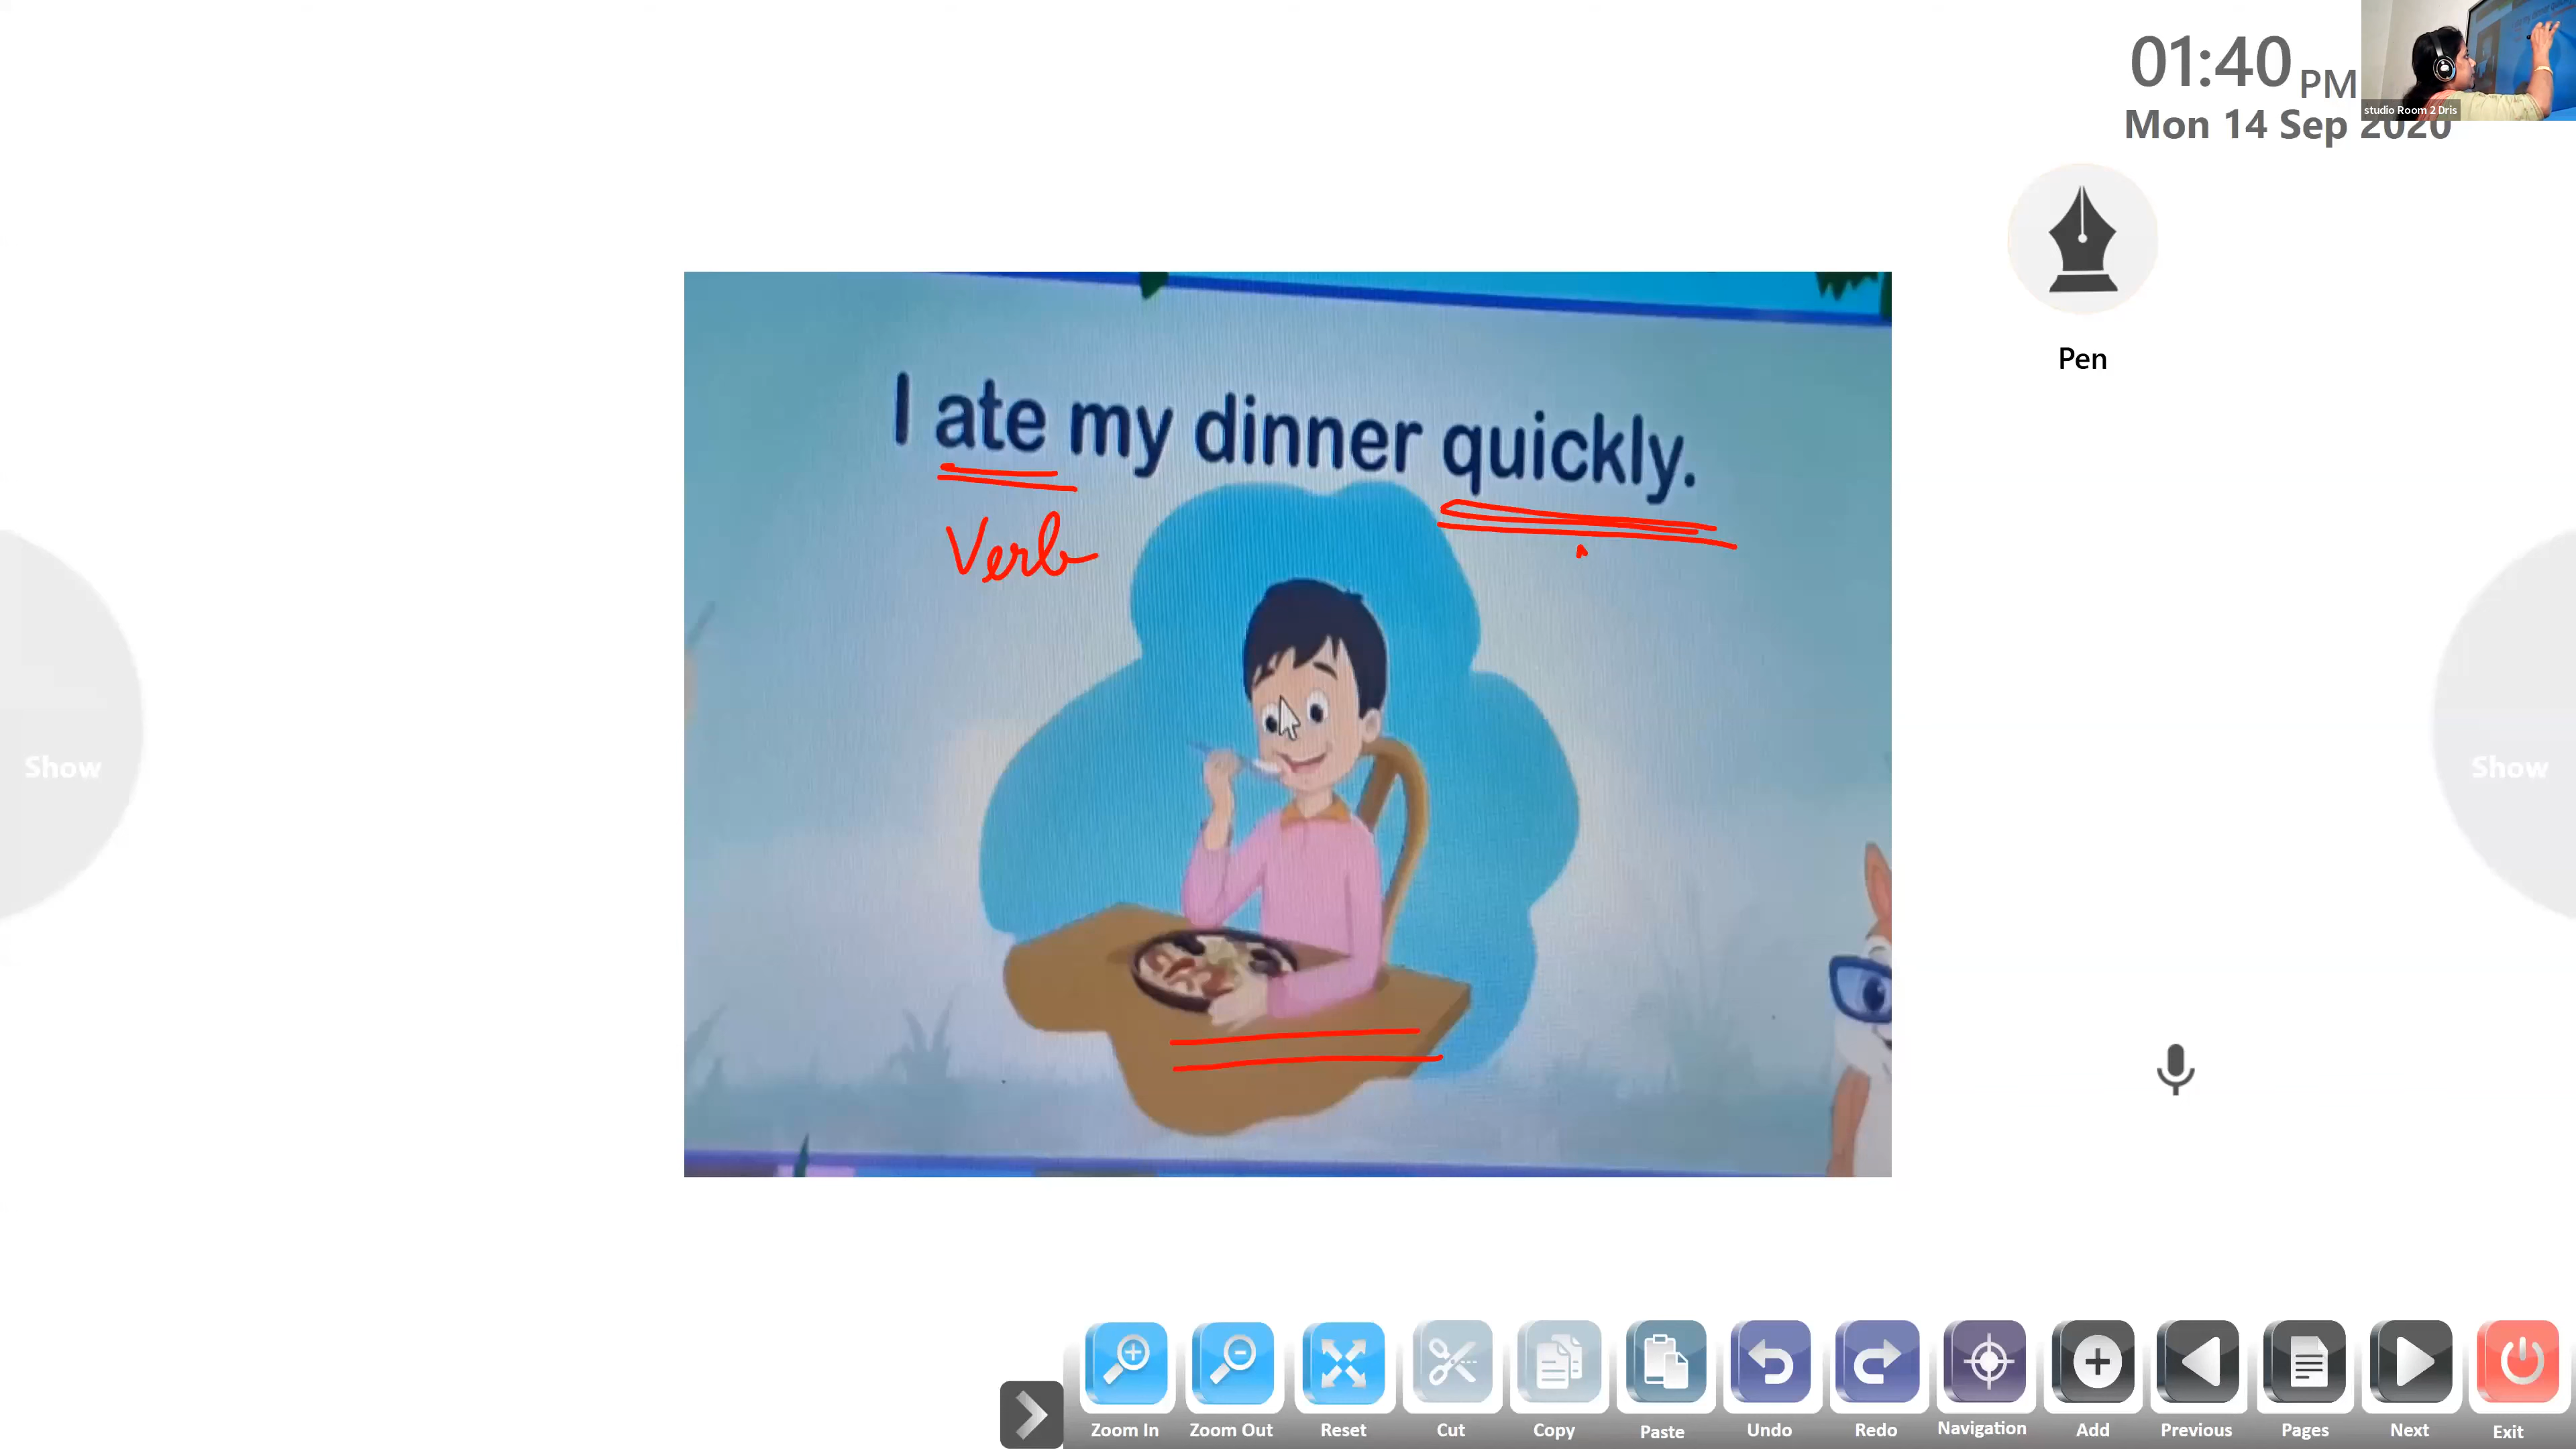 01:40 PM
studio Room 2 Dris
Mon 14 Sep 2020
Pen
I ate my dinner quickly.
Verb
Show
Show
Zoom In
Zoom Out
Reset
Cut
Copy
Paste
Undo
Redo
Navigation
Add
Previous
Pages
Next
Exit